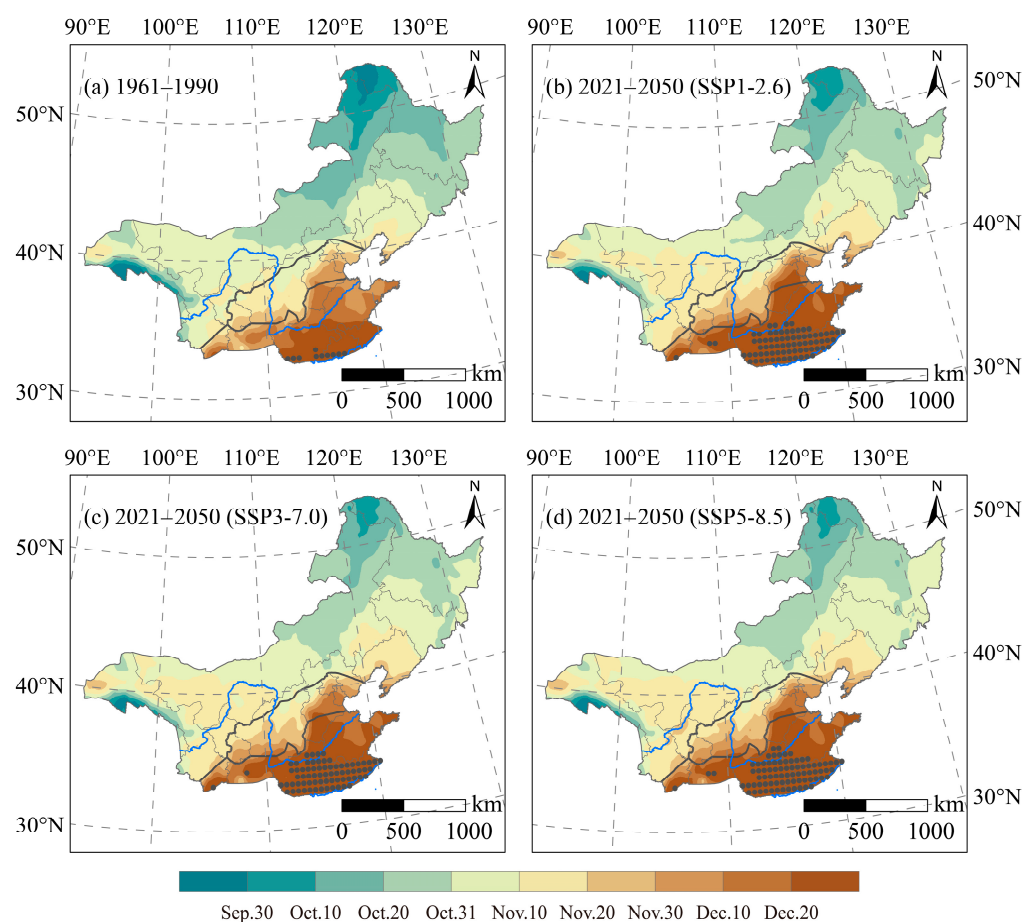 90°E 100°E 110°E 120°E 130°E 90°E 100°E 110°E 120°E 130°E
N N
(a) 1961–1990 (b) 2021–2050 (SSP1-2.6)
50°N 50°N
40°N 40°N
30°N 30°N
km km
0 500 1000 0 500 1000
90°E 100°E 110°E 120°E 130°E 90°E 100°E 110°E 120°E 130°E
N N
(c) 2021–2050 (SSP3-7.0) (d) 2021–2050 (SSP5-8.5)
50°N 50°N
40°N 40°N
30°N 30°N
km km
0 500 1000 0 500 1000
Sep.30 Oct.10 Oct.20 Oct.31 Nov.10 Nov.20 Nov.30 Dec.10 Dec.20